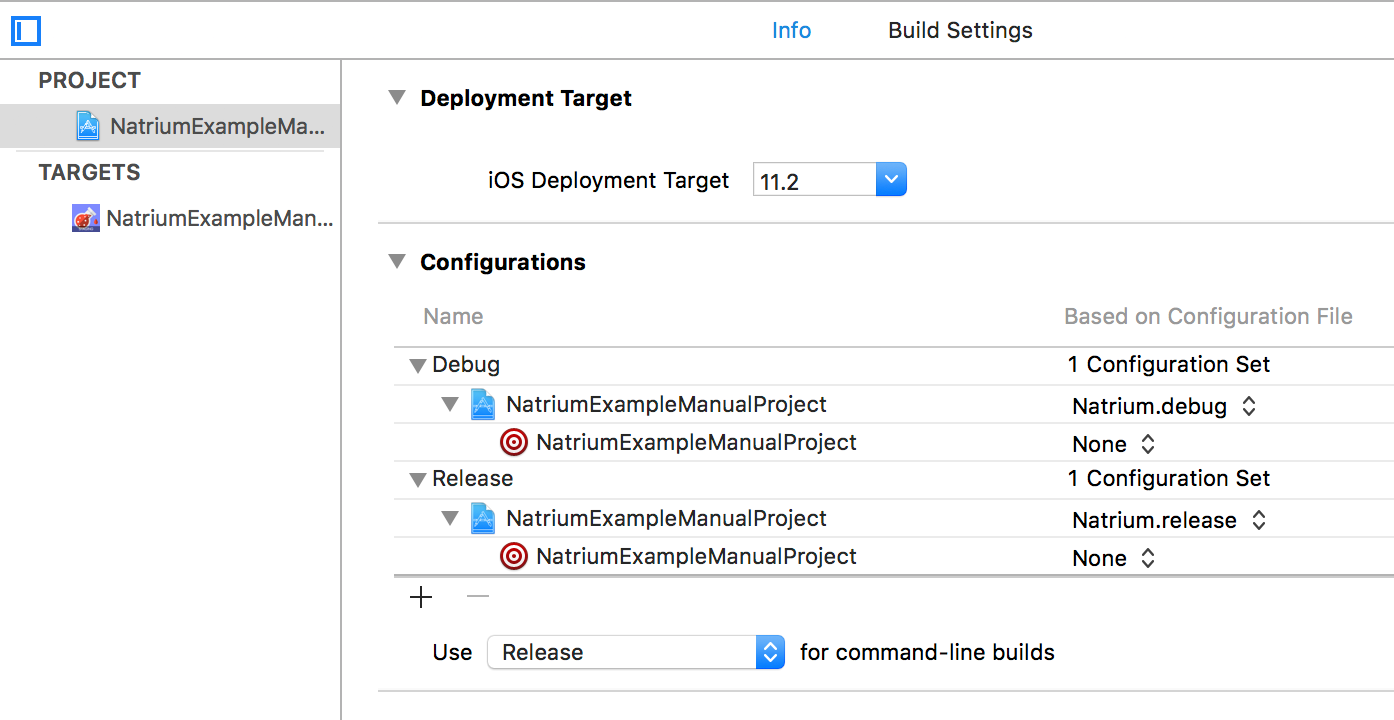 Info Build Settings
PROJECT
NatriumExampleMa...
TARGETS
NatriumExampleMan...
Deployment Target
iOS Deployment Target 11.2
Configurations
Name Based on Configuration File
Debug 1 Configuration Set
NatriumExampleManualProject Natrium.debug
NatriumExampleManualProject None
Release 1 Configuration Set
NatriumExampleManualProject Natrium.release
NatriumExampleManualProject None
Use Release for command-line builds